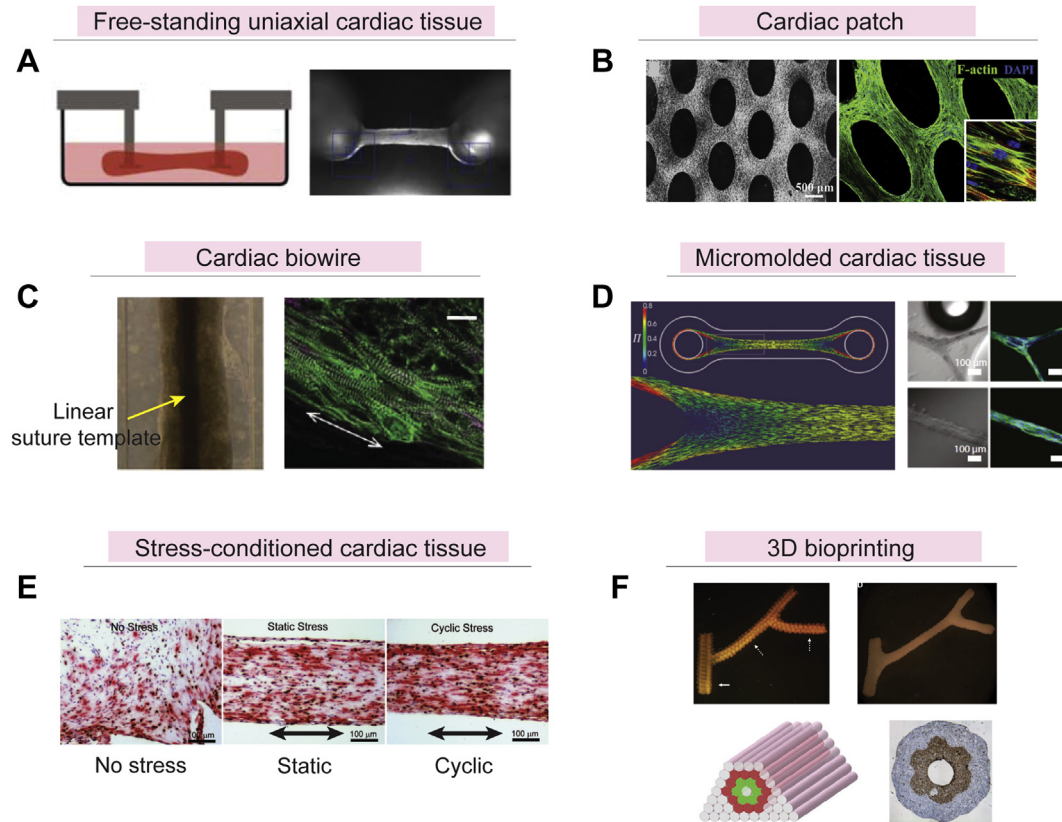 Free-standing uniaxial cardiac tissue
A
Cardiac patch
B
F-actin DAPI
500 μm
Cardiac biowire
C
Linear
suture template
Micromolded cardiac tissue
D
0.8
0.6
0.4
0.2
0
Π
100 μm
100 μm
Stress-conditioned cardiac tissue
E
No Stress
Static Stress
Cyclic Stress
100 μm
100 μm
100 μm
No stress
Static
Cyclic
3D bioprinting
F